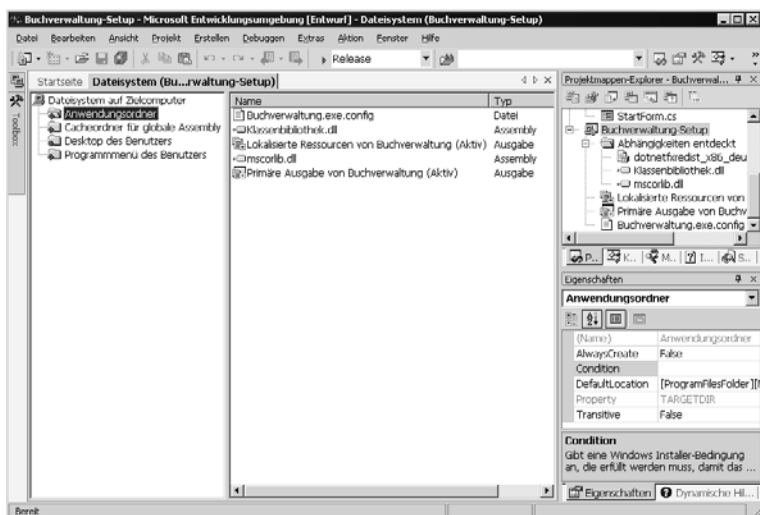 Buchverwaltung-Setup - Microsoft Entwicklungsumgebung [Entwurf] - Dateisystem (Buchverwaltung-Setup)
Datei Bearbeiten Ansicht Projekt Erstellen Debuggen Extras Aktion Fenster Hilfe
Release
Toolbox
Startseite Dateisystem (Bu...rwaltung-Setup)
Dateisystem auf Zielcomputer
Anwendungsordner
Cacheordner für globale Assembly
Desktop des Benutzers
Programmmenü des Benutzers
Name Typ
Buchverwaltung.exe.config Datei
Klassenbibliothek.dll Assembly
Lokalisierte Ressourcen von Buchverwaltung (Aktiv) Ausgabe
mscorlib.dll Assembly
Primäre Ausgabe von Buchverwaltung (Aktiv) Ausgabe
Projektmappen-Explorer - Buchverwal...
StartForm.cs
Buchverwaltung-Setup
Abhängigkeiten entdeckt
dotnetfxredist_x86_deu
Klassenbibliothek.dll
mscorlib.dll
Lokalisierte Ressourcen von
Primäre Ausgabe von Buchv
Buchverwaltung.exe.config
P... K... M... I... S...
Eigenschaften
Anwendungsordner
(Name) Anwendungsordner
AlwaysCreate False
Condition
DefaultLocation [ProgramFilesFolder][
Property TARGETDIR
Transitive False
Condition
Gibt eine Windows Installer-Bedingung
an, die erfüllt werden muss, damit das ...
Eigenschaften Dynamische Hil...
Bereit